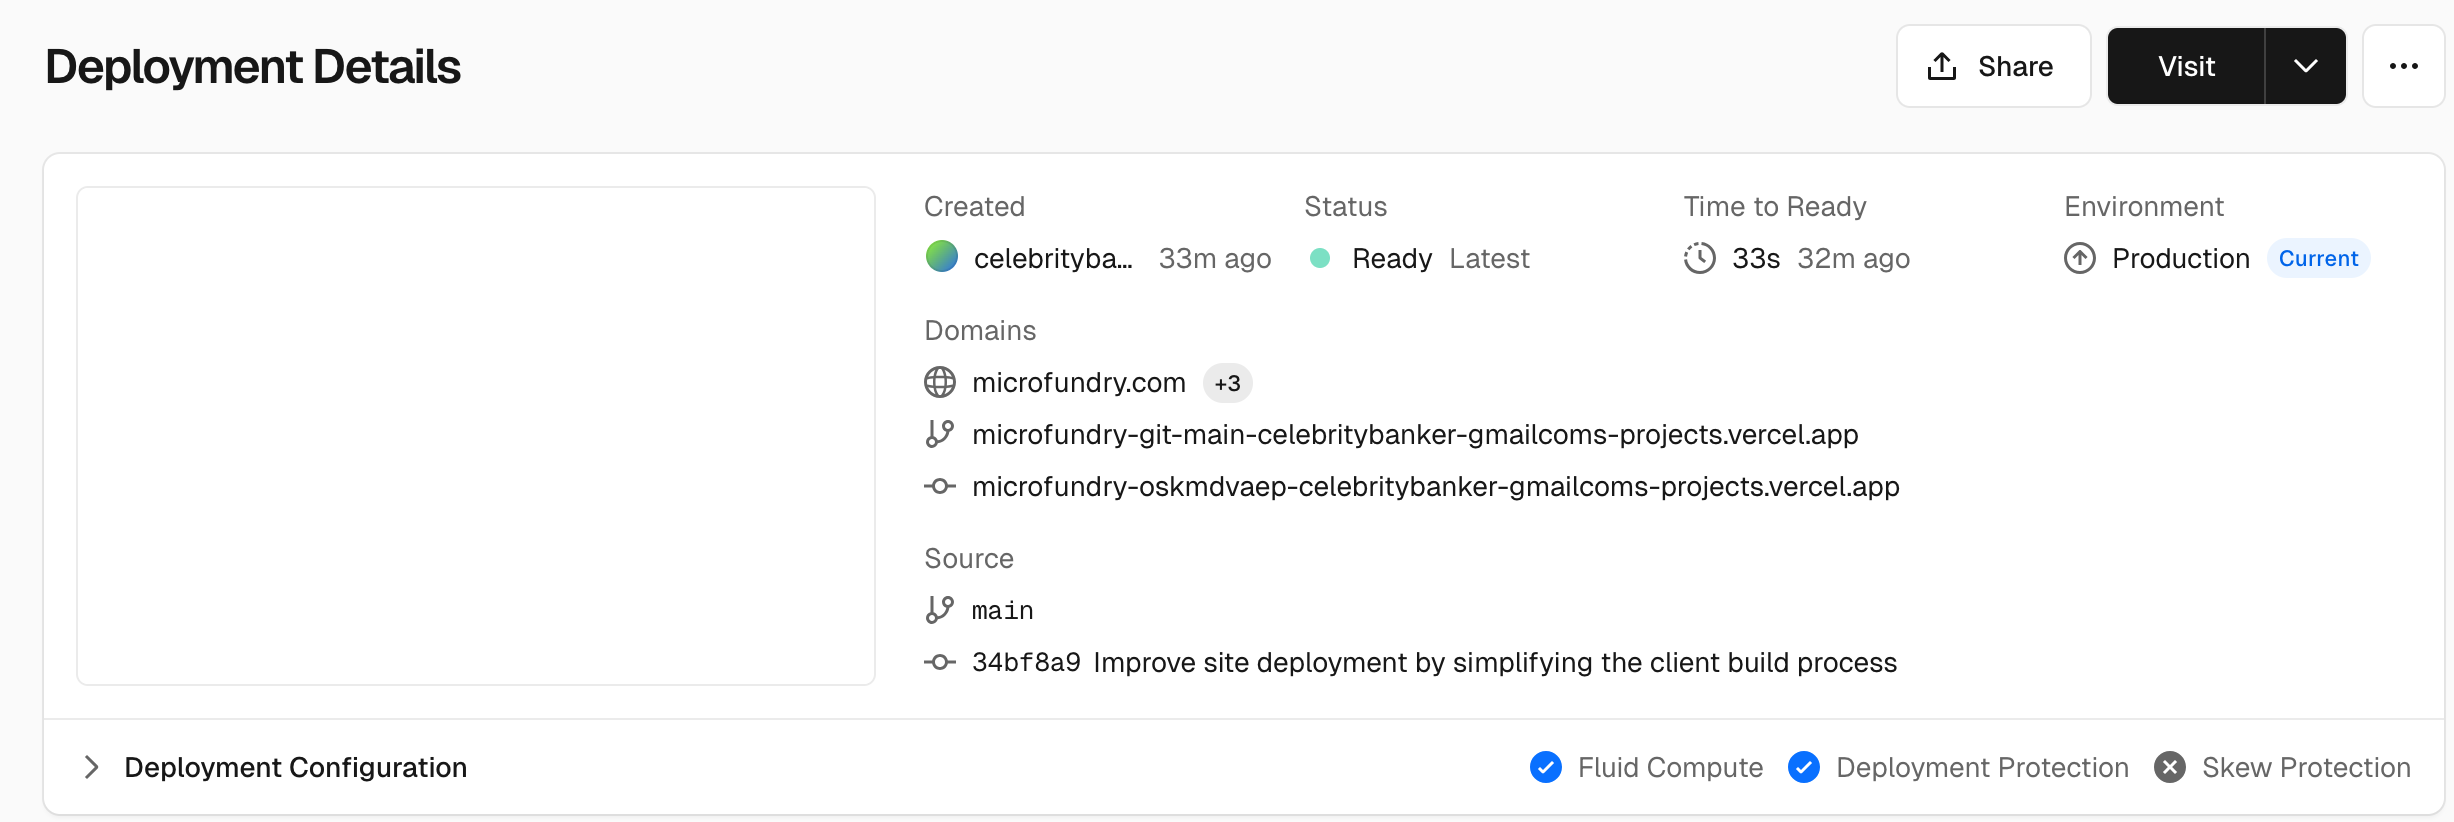 Deployment Details
Share
Visit
Created
celebrityba... 33m ago
Status
Ready Latest
Time to Ready
33s 32m ago
Environment
Production Current
Domains
microfundry.com +3
microfundry-git-main-celebritybanker-gmailcoms-projects.vercel.app
microfundry-oskmdvaep-celebritybanker-gmailcoms-projects.vercel.app
Source
main
34bf8a9 Improve site deployment by simplifying the client build process
Deployment Configuration
Fluid Compute
Deployment Protection
Skew Protection